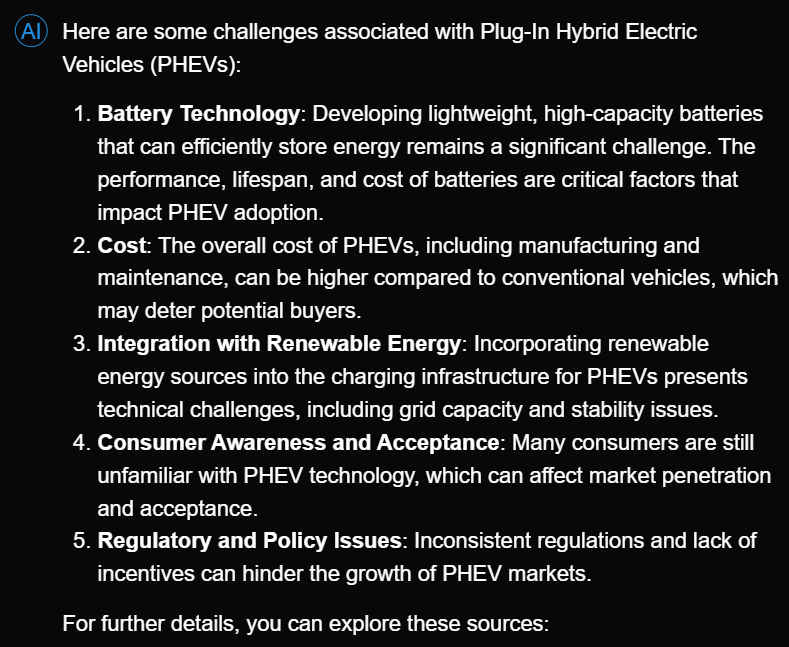 AI
Here are some challenges associated with Plug-In Hybrid Electric
Vehicles (PHEVs):
1. Battery Technology: Developing lightweight, high-capacity batteries
that can efficiently store energy remains a significant challenge. The
performance, lifespan, and cost of batteries are critical factors that
impact PHEV adoption.
2. Cost: The overall cost of PHEVs, including manufacturing and
maintenance, can be higher compared to conventional vehicles, which
may deter potential buyers.
3. Integration with Renewable Energy: Incorporating renewable
energy sources into the charging infrastructure for PHEVs presents
technical challenges, including grid capacity and stability issues.
4. Consumer Awareness and Acceptance: Many consumers are still
unfamiliar with PHEV technology, which can affect market penetration
and acceptance.
5. Regulatory and Policy Issues: Inconsistent regulations and lack of
incentives can hinder the growth of PHEV markets.
For further details, you can explore these sources: